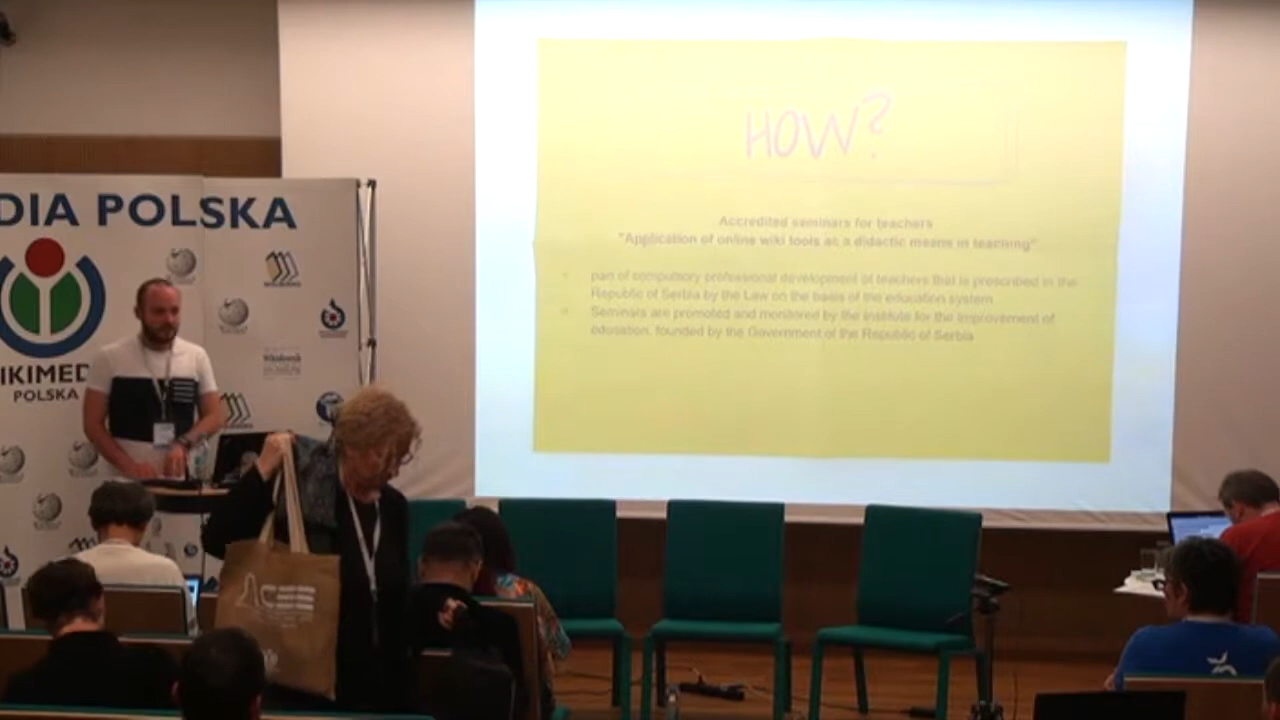 DIA POLSKA
IKIMED
POLSKA
HOW?
Accredited seminars for teachers
"Application of online wiki tools as a didactic means in learning"
part of compulsory professional development of teachers that is prescribed in the
Republic of Serbia by the Law on the basis of the education system
Seminars are promoted and monitored by the institute for the improvement of
education, founded by the Government of the Republic of Serbia